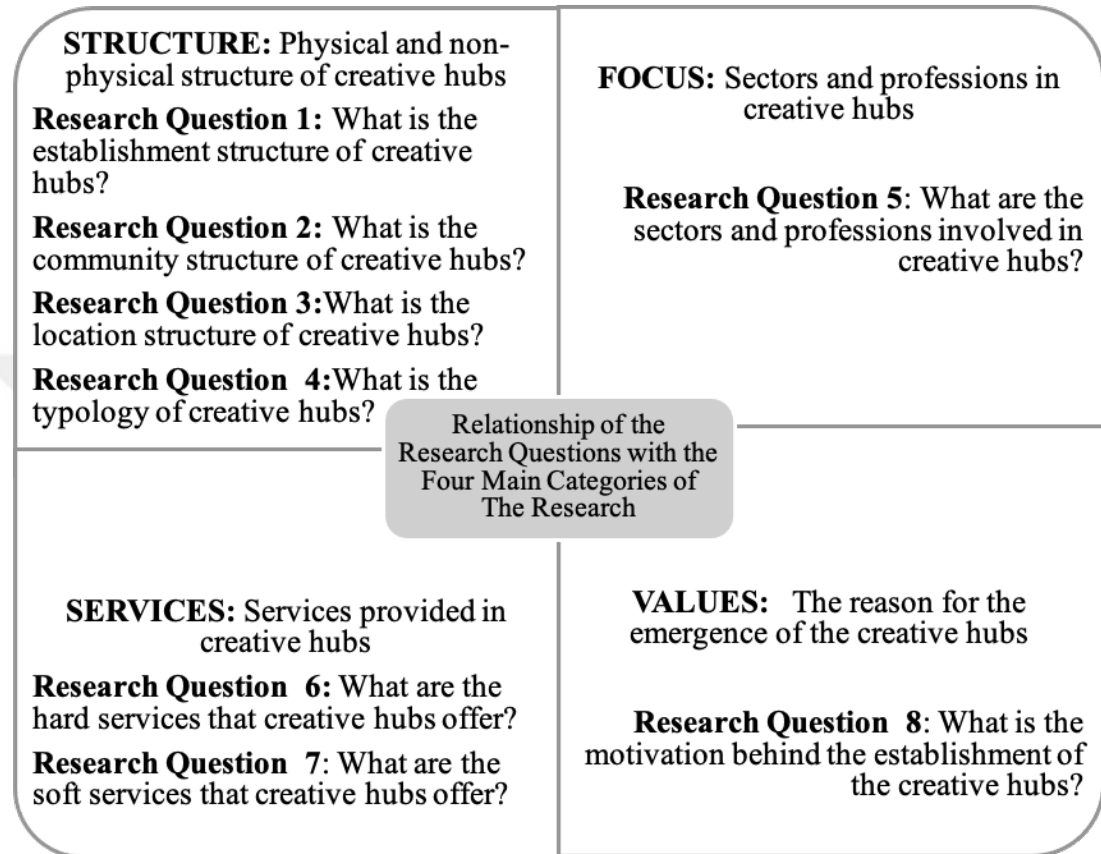 STRUCTURE: Physical and non-
physical structure of creative hubs
Research Question 1: What is the
establishment structure of creative
hubs?
Research Question 2: What is the
community structure of creative hubs?
Research Question 3:What is the
location structure of creative hubs?
Research Question 4:What is the
typology of creative hubs?
FOCUS: Sectors and professions in
creative hubs
Research Question 5: What are the
sectors and professions involved in
creative hubs?
Relationship of the
Research Questions with the
Four Main Categories of
The Research
SERVICES: Services provided in
creative hubs
Research Question 6: What are the
hard services that creative hubs offer?
Research Question 7: What are the
soft services that creative hubs offer?
VALUES: The reason for the
emergence of the creative hubs
Research Question 8: What is the
motivation behind the establishment of
the creative hubs?